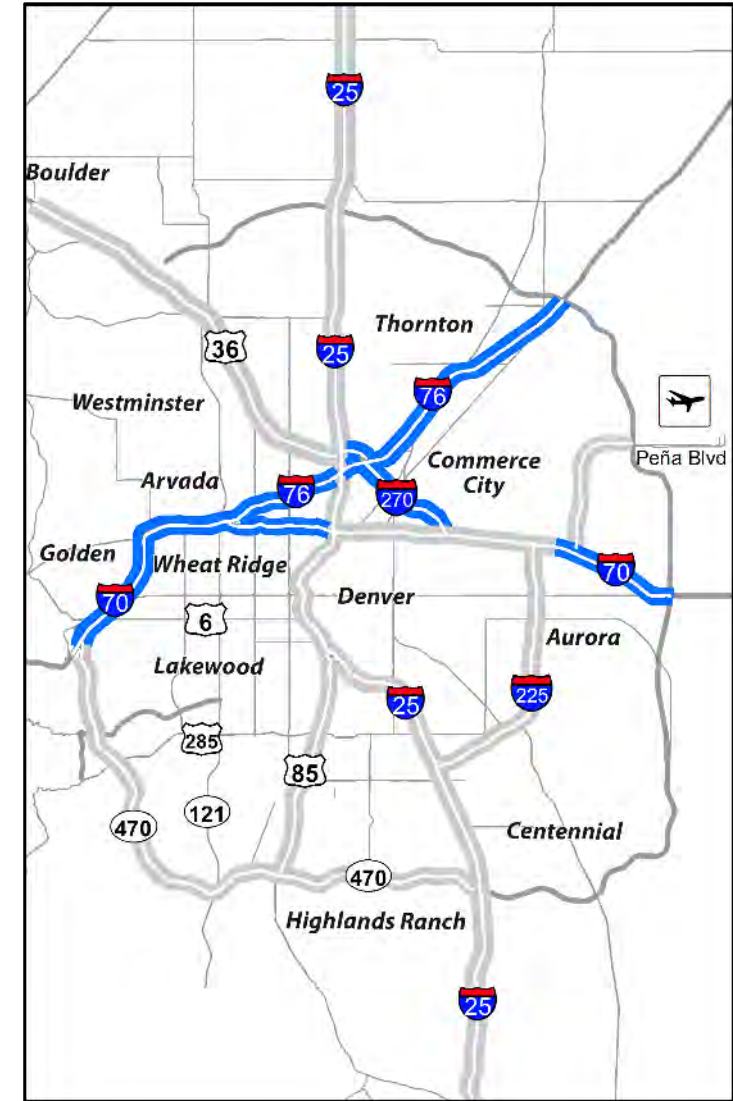 25
Boulder
Thornton
36
25
76
Westminster
Peña Blvd
Arvada
Commerce
City
76
270
Golden
Wheat Ridge
70
70
Denver
6
Aurora
Lakewood
225
25
285
85
121
470
Centennial
470
Highlands Ranch
25